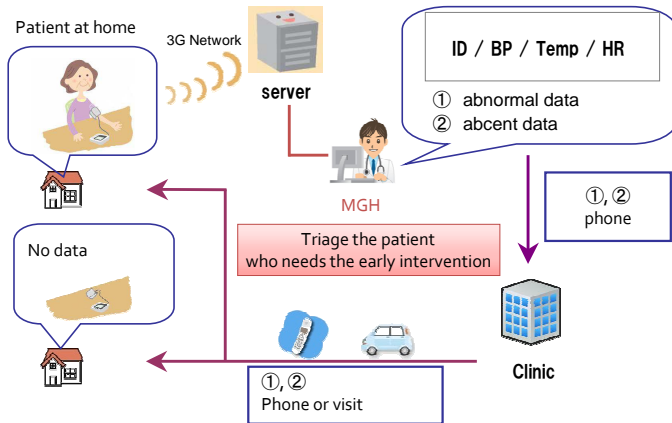 Patient at home
3G Network
server
ID / BP / Temp / HR
① abnormal data
② abcent data
MGH
①, ②
phone
Triage the patient
who needs the early intervention
No data
Clinic
①, ②
Phone or visit